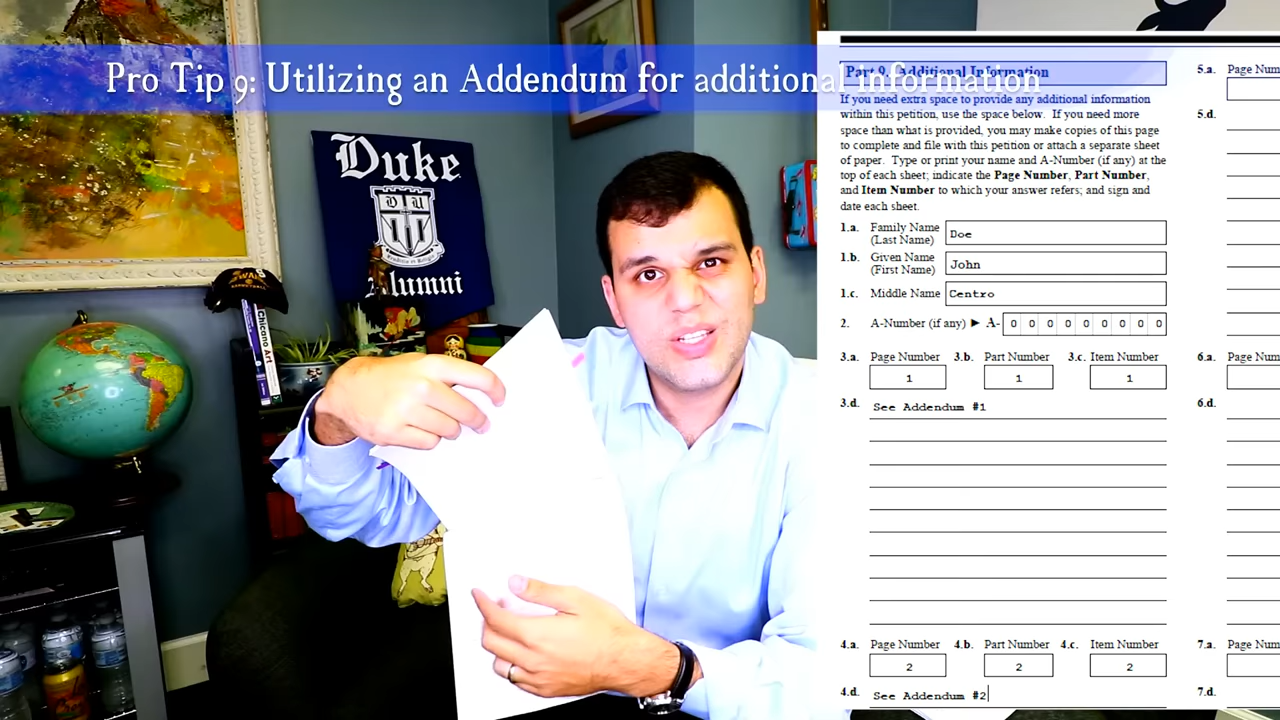 Pro Tip 9: Utilizing an Addendum for additional information
Duke
D U
Alumni
Chicano Art
Part 9. Additional Information
If you need extra space to provide any additional information
within this petition, use the space below. If you need more
space than what is provided, you may make copies of this page
to complete and file with this petition or attach a separate sheet
of paper. Type or print your name and A-Number (if any) at the
top of each sheet; indicate the Page Number, Part Number,
and Item Number to which your answer refers; and sign and
date each sheet.
1.a. Family Name (Last Name) Doe
1.b. Given Name (First Name) John
1.c. Middle Name Centro
2. A-Number (if any) ► A- 0 0 0 0 0 0 0 0 0
3.a. Page Number 3.b. Part Number 3.c. Item Number
1 1 1
3.d. See Addendum #1
4.a. Page Number 4.b. Part Number 4.c. Item Number
2 2 2
4.d. See Addendum #2
5.a. Page Num
5.d.
6.a. Page Num
6.d.
7.a. Page Num
7.d.